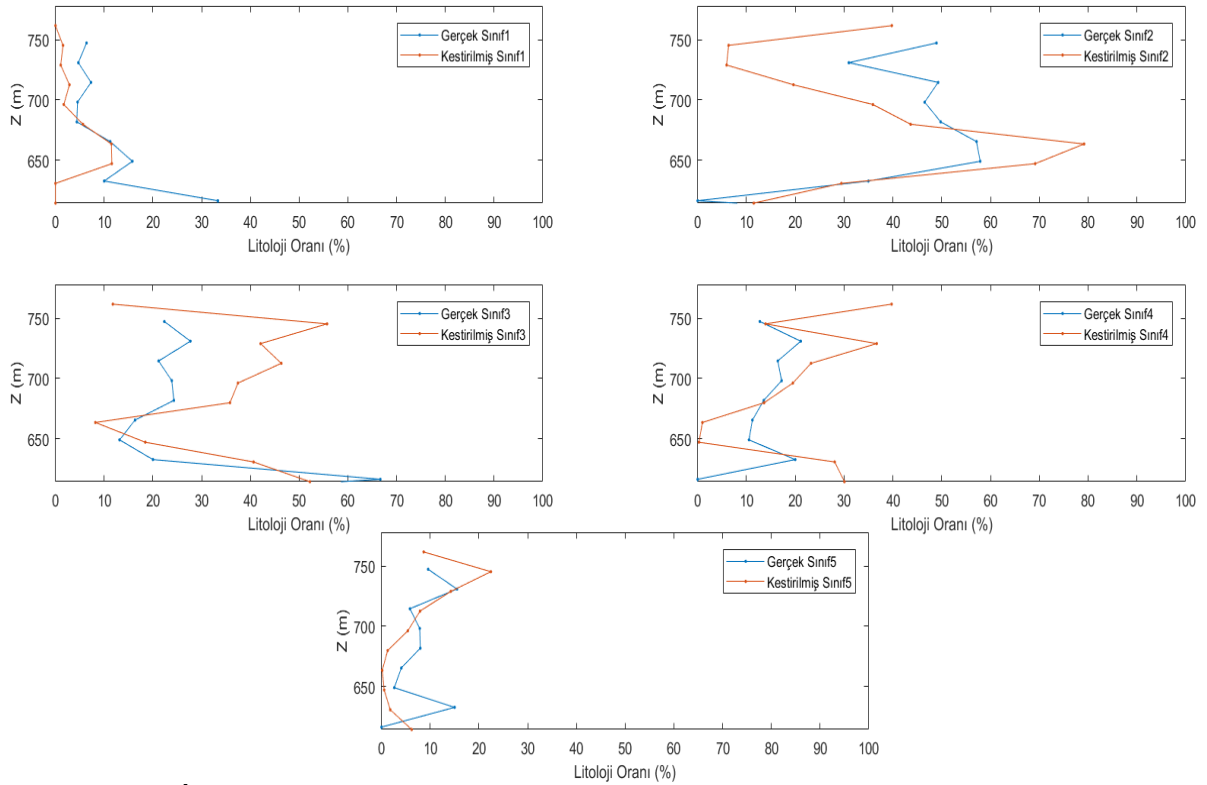 Z (m)
750
700
650
0 10 20 30 40 50 60 70 80 90 100
Litoloji Oranı (%)
Gerçek Sınıf1
Kestirilmiş Sınıf1
Z (m)
750
700
650
0 10 20 30 40 50 60 70 80 90 100
Litoloji Oranı (%)
Gerçek Sınıf2
Kestirilmiş Sınıf2
Z (m)
750
700
650
0 10 20 30 40 50 60 70 80 90 100
Litoloji Oranı (%)
Gerçek Sınıf3
Kestirilmiş Sınıf3
Z (m)
750
700
650
0 10 20 30 40 50 60 70 80 90 100
Litoloji Oranı (%)
Gerçek Sınıf4
Kestirilmiş Sınıf4
Z (m)
750
700
650
0 10 20 30 40 50 60 70 80 90 100
Litoloji Oranı (%)
Gerçek Sınıf5
Kestirilmiş Sınıf5